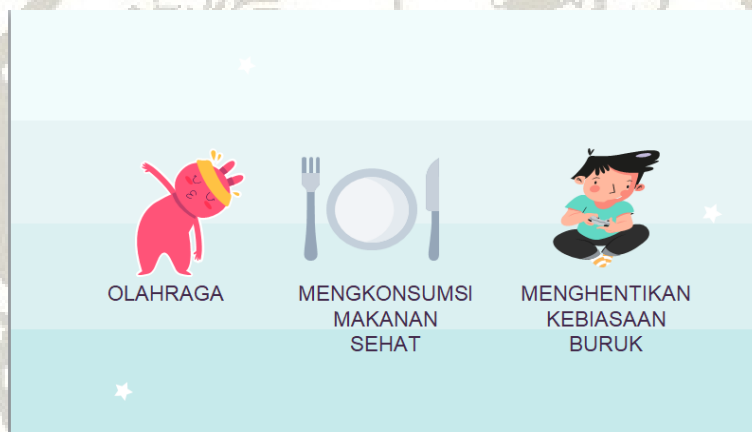 OLAHRAGA
MENGKONSUMSI
MAKANAN
SEHAT
MENGHENTIKAN
KEBIASAAN
BURUK